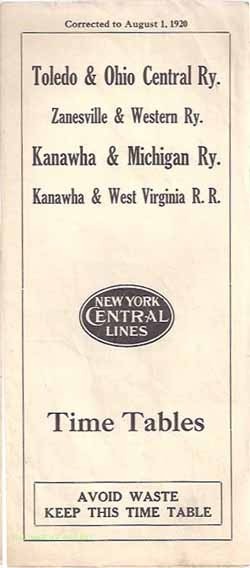 Corrected to August 1, 1920
Toledo & Ohio Central Ry.
Zanesville & Western Ry.
Kanawha & Michigan Ry.
Kanawha & West Virginia R. R.
NEW YORK
CENTRAL
LINES
Time Tables
AVOID WASTE
KEEP THIS TIME TABLE